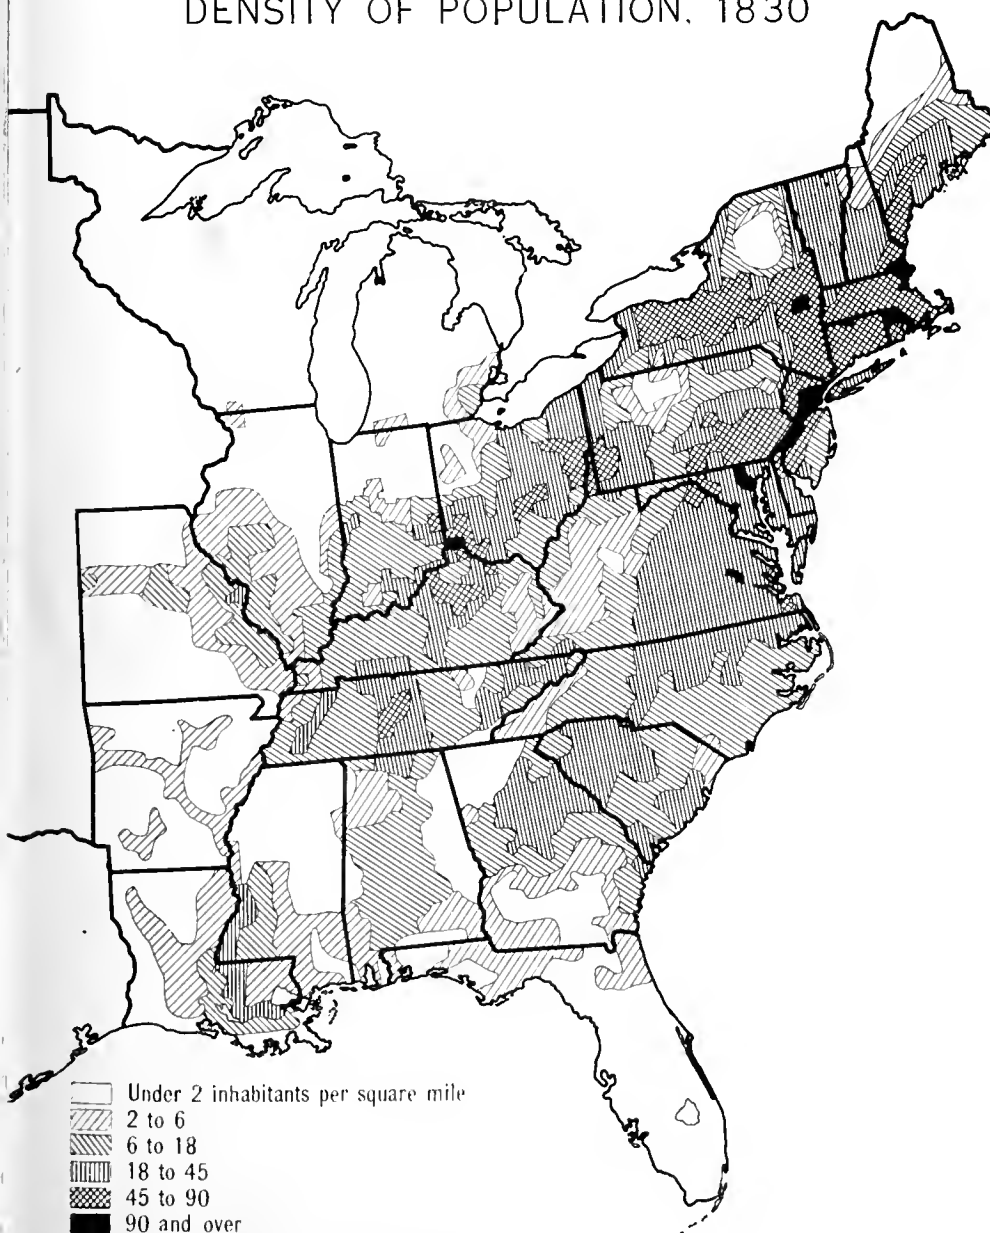 DENSITY OF POPULATION, 1830
Under 2 inhabitants per square mile
2 to 6
6 to 18
18 to 45
45 to 90
90 and over